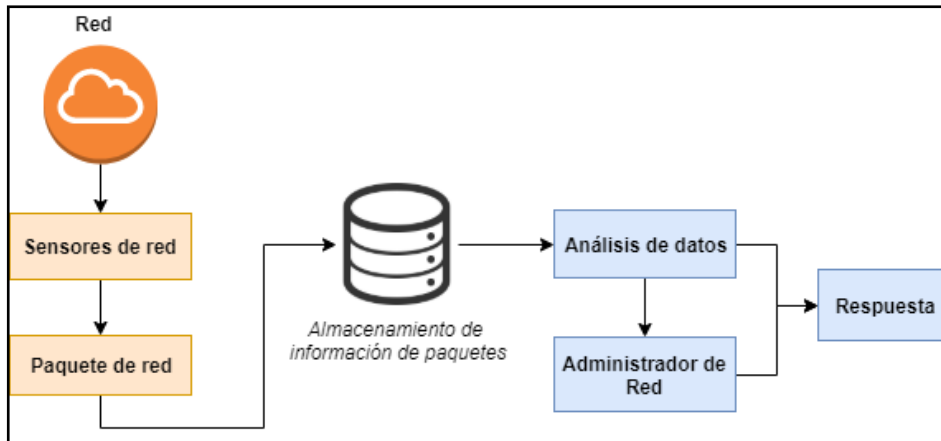 Red
Sensores de red
Paquete de red
Almacenamiento de
información de paquetes
Análisis de datos
Administrador de
Red
Respuesta